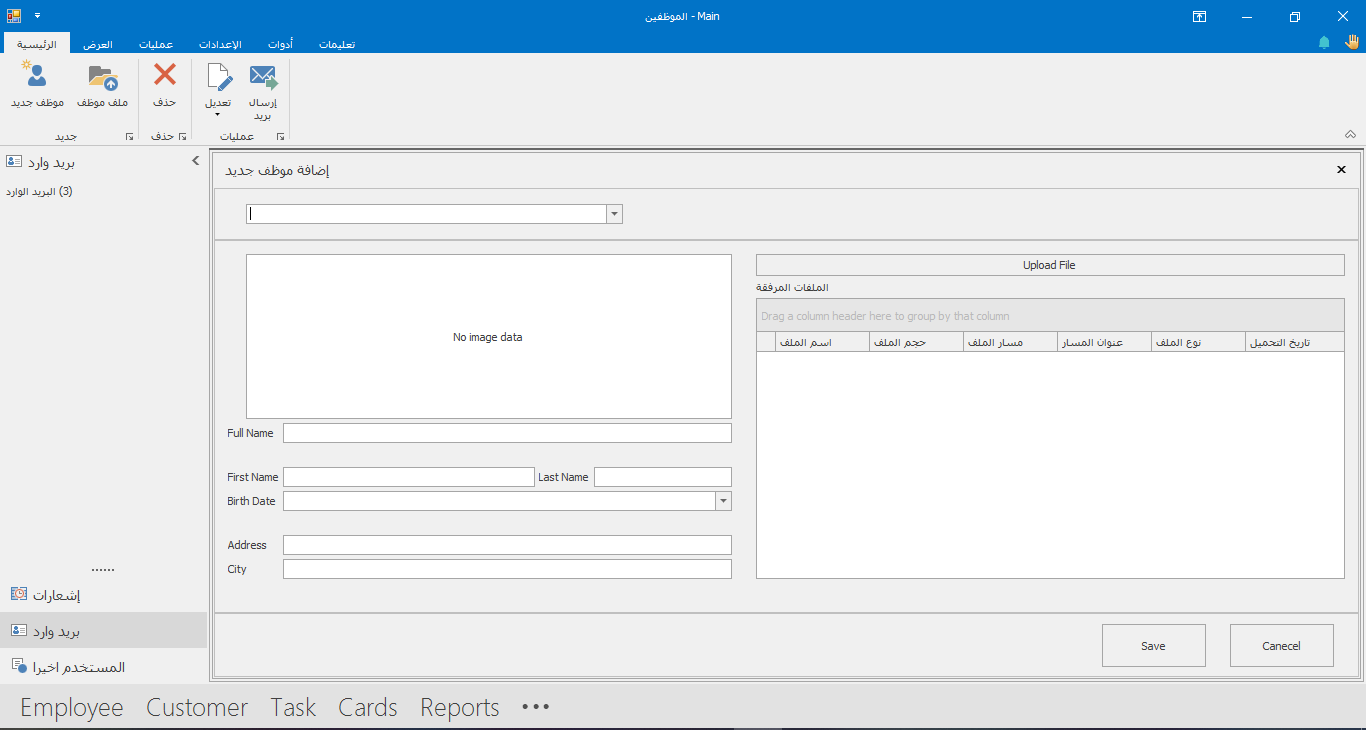 الموظفين - Main
الرئيسية العرض عمليات الإعدادات أدوات تعليمات
موظف جديد
ملف موظف
حذف
تعديل
إرسال
بريد
جديد
حذف
عمليات
بريد وارد
البريد الوارد (3)
إشعارات
بريد وارد
المستخدم اخيرا
إضافة موظف جديد
No image data
Full Name
First Name
Last Name
Birth Date
Address
City
Upload File
الملفات المرفقة
Drag a column header here to group by that column
اسم الملف
حجم الملف
مسار الملف
عنوان المسار
نوع الملف
تاريخ التحميل
Save
Canecel
Employee Customer Task Cards Reports •••